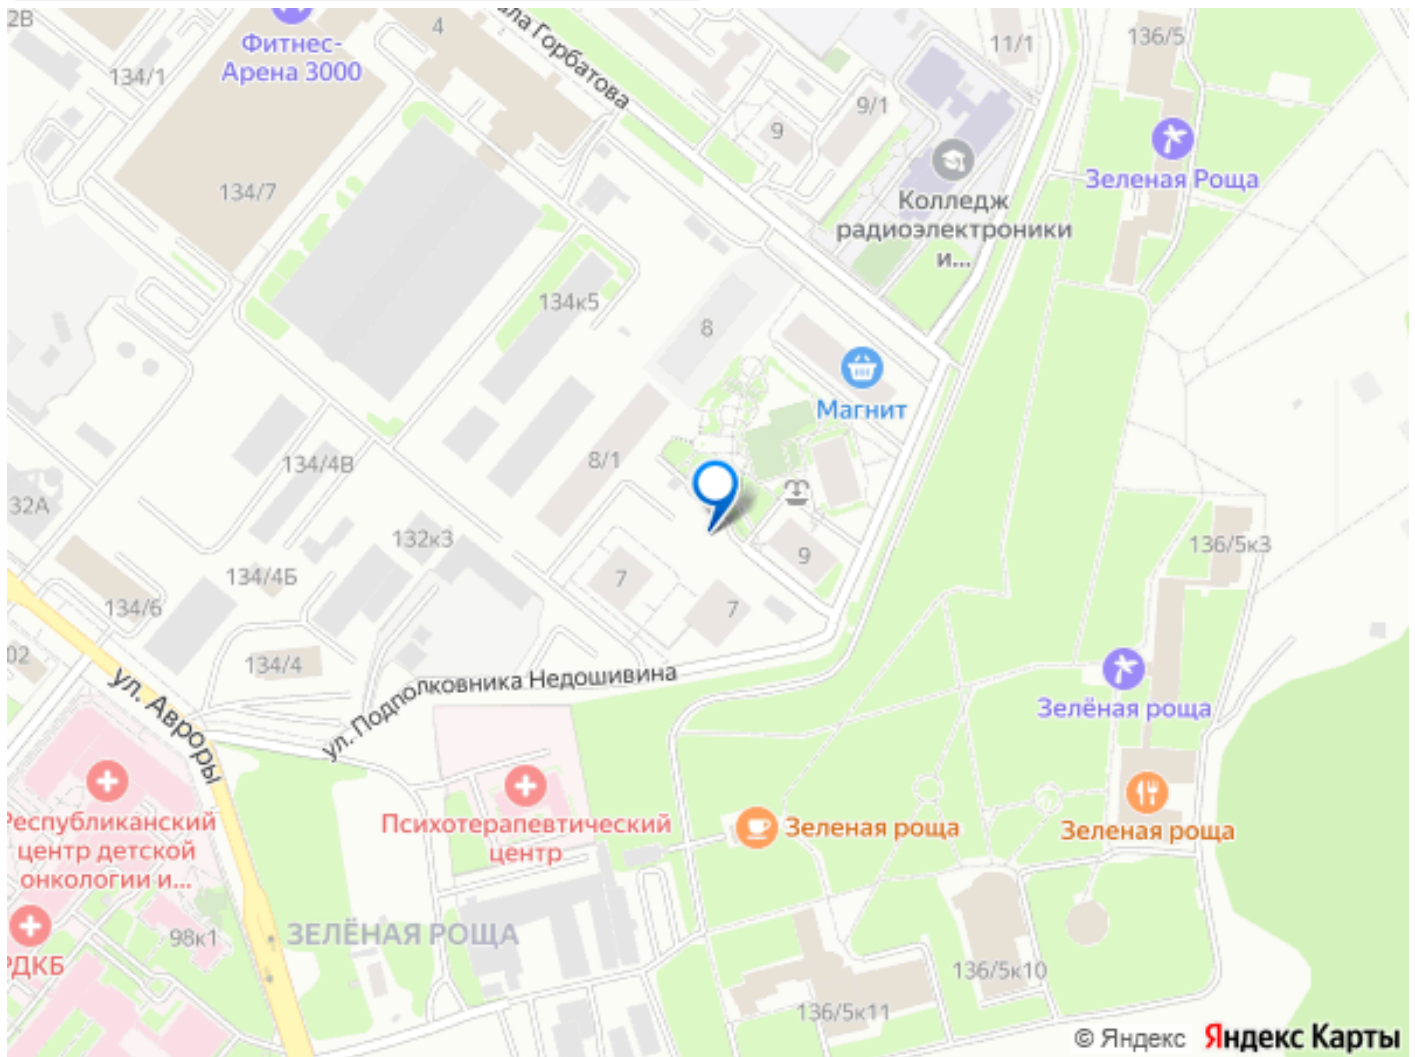 2В
Фитнес-
Арена 3000
4
ала Горбатова
134/1
134/7
11/1
136/5
9/1
9
Зеленая Роща
Колледж
радиоэлектроники
и...
134к5
8
Магнит
8/1
134/4В
32А
132к3
134/4Б
134/6
7
7
9
136/5к3
02
134/4
ул. Авроры
ул. Подполковника Недошивина
Зелёная роща
Республиканский
центр детской
онкологии и...
Психотерапевтический
центр
Зеленая роща
Зеленая роща
98к1
ЗЕЛЁНАЯ РОЩА
РДКБ
136/5к10
136/5к11
© Яндекс Яндекс Карты